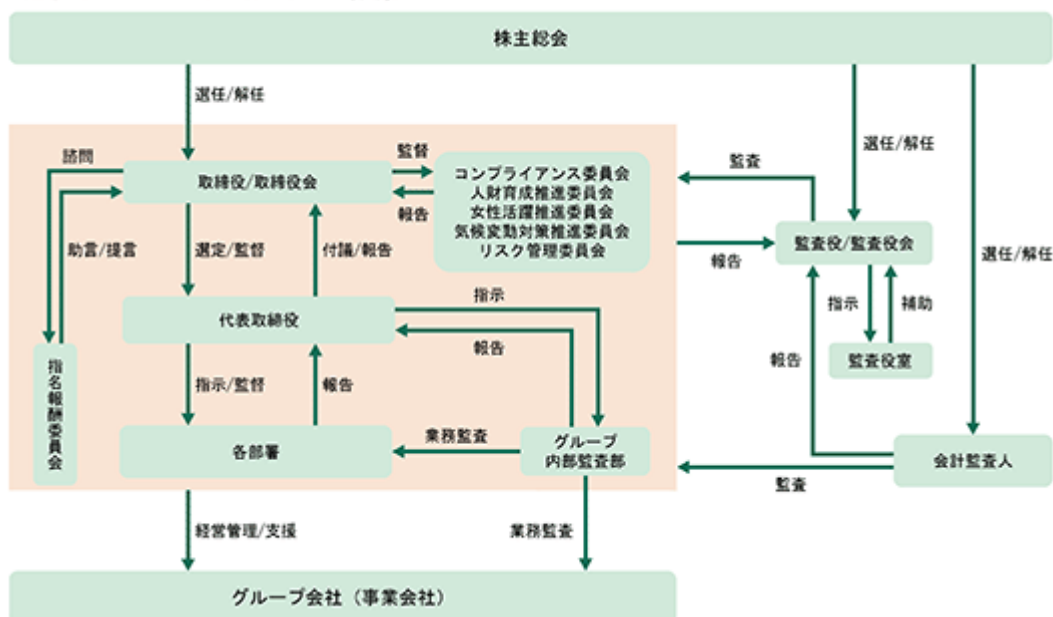 株主総会
選任/解任
選任/解任
選任/解任
諮問
取締役/取締役会
監督
報告
コンプライアンス委員会
人財育成推進委員会
女性活躍推進委員会
気候変動対策推進委員会
リスク管理委員会
監査
報告
監査役/監査役会
助言/提言
選定/監督
付議/報告
指示
補助
監査役室
代表取締役
指示
報告
報告
指名報酬委員会
指示/監督
報告
各部署
業務監査
グループ
内部監査部
会計監査人
監査
経営管理/支援
業務監査
グループ会社（事業会社）